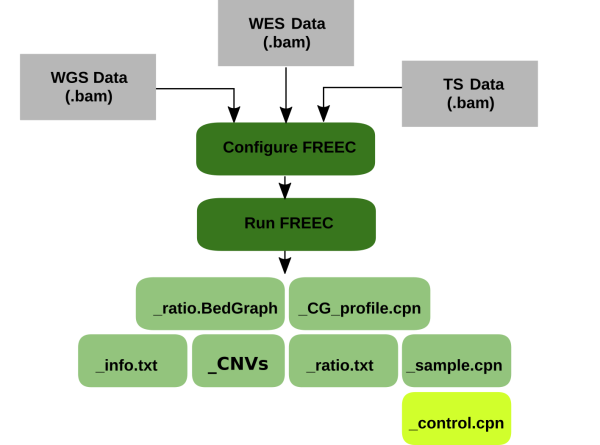 WES Data
(.bam)
WGS Data
(.bam)
TS Data
(.bam)
Configure FREEC
Run FREEC
_ratio.BedGraph
_CG_profile.cpn
_info.txt
_CNVs
_ratio.txt
_sample.cpn
_control.cpn